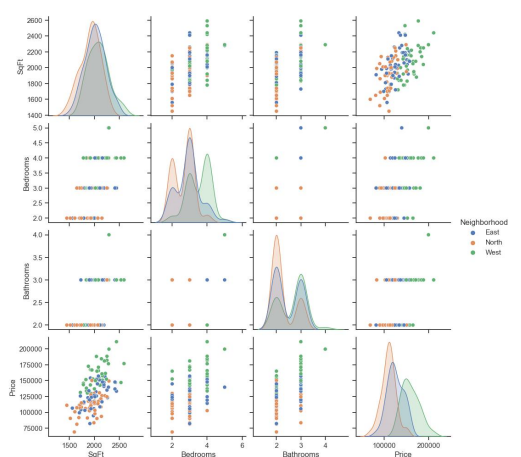 2600
2400
2200
2000
1800
1600
1400
SqFt
5.0
4.5
4.0
3.5
3.0
2.5
2.0
Bedrooms
Neighborhood
East
North
West
4.0
3.5
3.0
2.5
2.0
Bathrooms
200000
175000
150000
125000
100000
75000
Price
1500 2000 2500
SqFt
2 4 6
Bedrooms
2 3 4
Bathrooms
100000 200000
Price